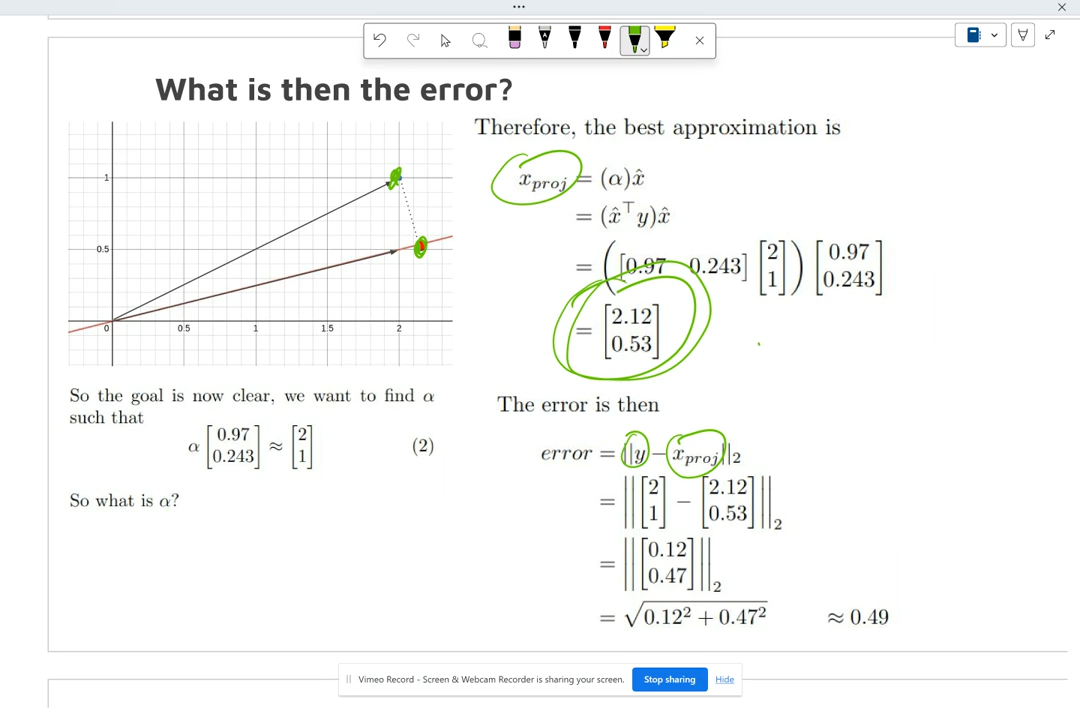 What is then the error?
1
0.5
0
0.5
1
1.5
2
So the goal is now clear, we want to find α
such that
α [0.97 0.243] ≈ [2 1] (2)
So what is α?
Therefore, the best approximation is
x_proj = (α)x̂
= (x̂^⊤ y)x̂
= ([0.97 0.243] [2 1]) [0.97 0.243]
= [2.12 0.53]
The error is then
error = ||y − x_proj||_2
= ||[2 1] − [2.12 0.53]||_2
= ||[0.12 0.47]||_2
= √(0.12² + 0.47²) ≈ 0.49
Vimeo Record - Screen & Webcam Recorder is sharing your screen. Stop sharing Hide